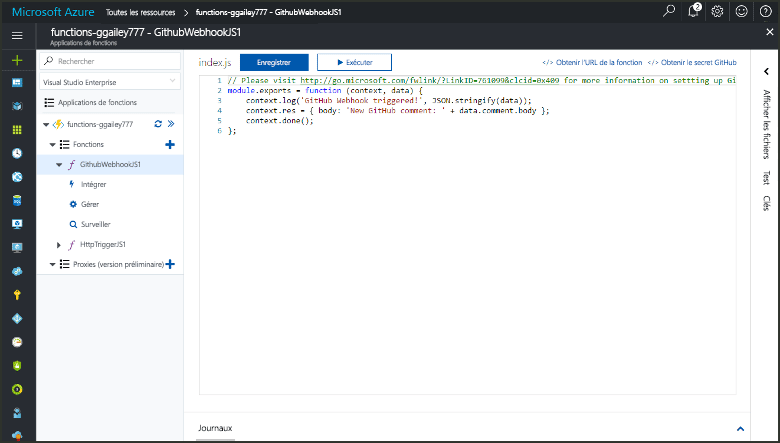 Microsoft Azure
Toutes les ressources > functions-ggailey777 - GitHubWebhookJS1
2
functions-ggailey777 - GitHubWebhookJS1
Applications de fonctions
Rechercher
Visual Studio Enterprise
Applications de fonctions
functions-ggailey777
Fonctions
GithubWebhookJS1
Intégrer
Gérer
Surveiller
HttpTriggerJS1
Proxies (version préliminaire)
index.js
Enregistrer
Exécuter
</> Obtenir l'URL de la fonction
</> Obtenir le secret GitHub
1 // Please visit http://go.microsoft.com/fwlink/?LinkID=761099&clcid=0x409 for more information on settting up Gi
2 module.exports = function (context, data) {
3 context.log('GitHub Webhook triggered!', JSON.stringify(data));
4 context.res = { body: 'New GitHub comment: ' + data.comment.body };
5 context.done();
6 };
Afficher les fichiers
Test
Clés
Journaux